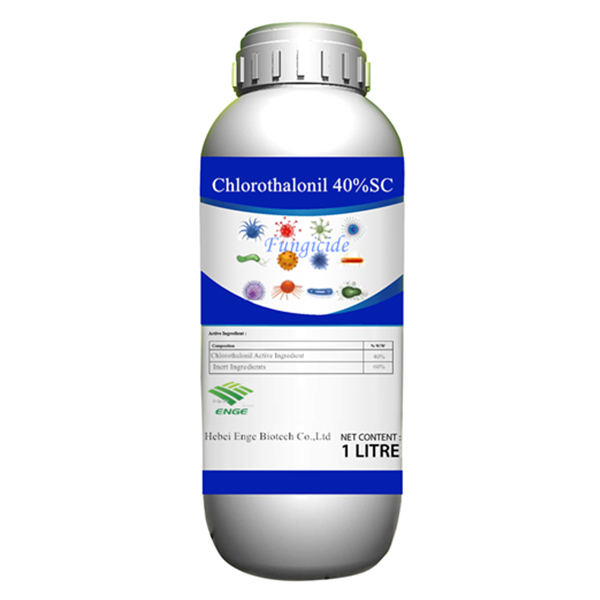 Chlorothalonil 40%SC
Fungicide
Active Ingredient :
Composition % W/W
Chlorothalonil Active Ingredient 40%
Inert Ingredients 60%
ENGE
Hebei Enge Biotech Co.,Ltd
NET CONTENT :
1 LITRE